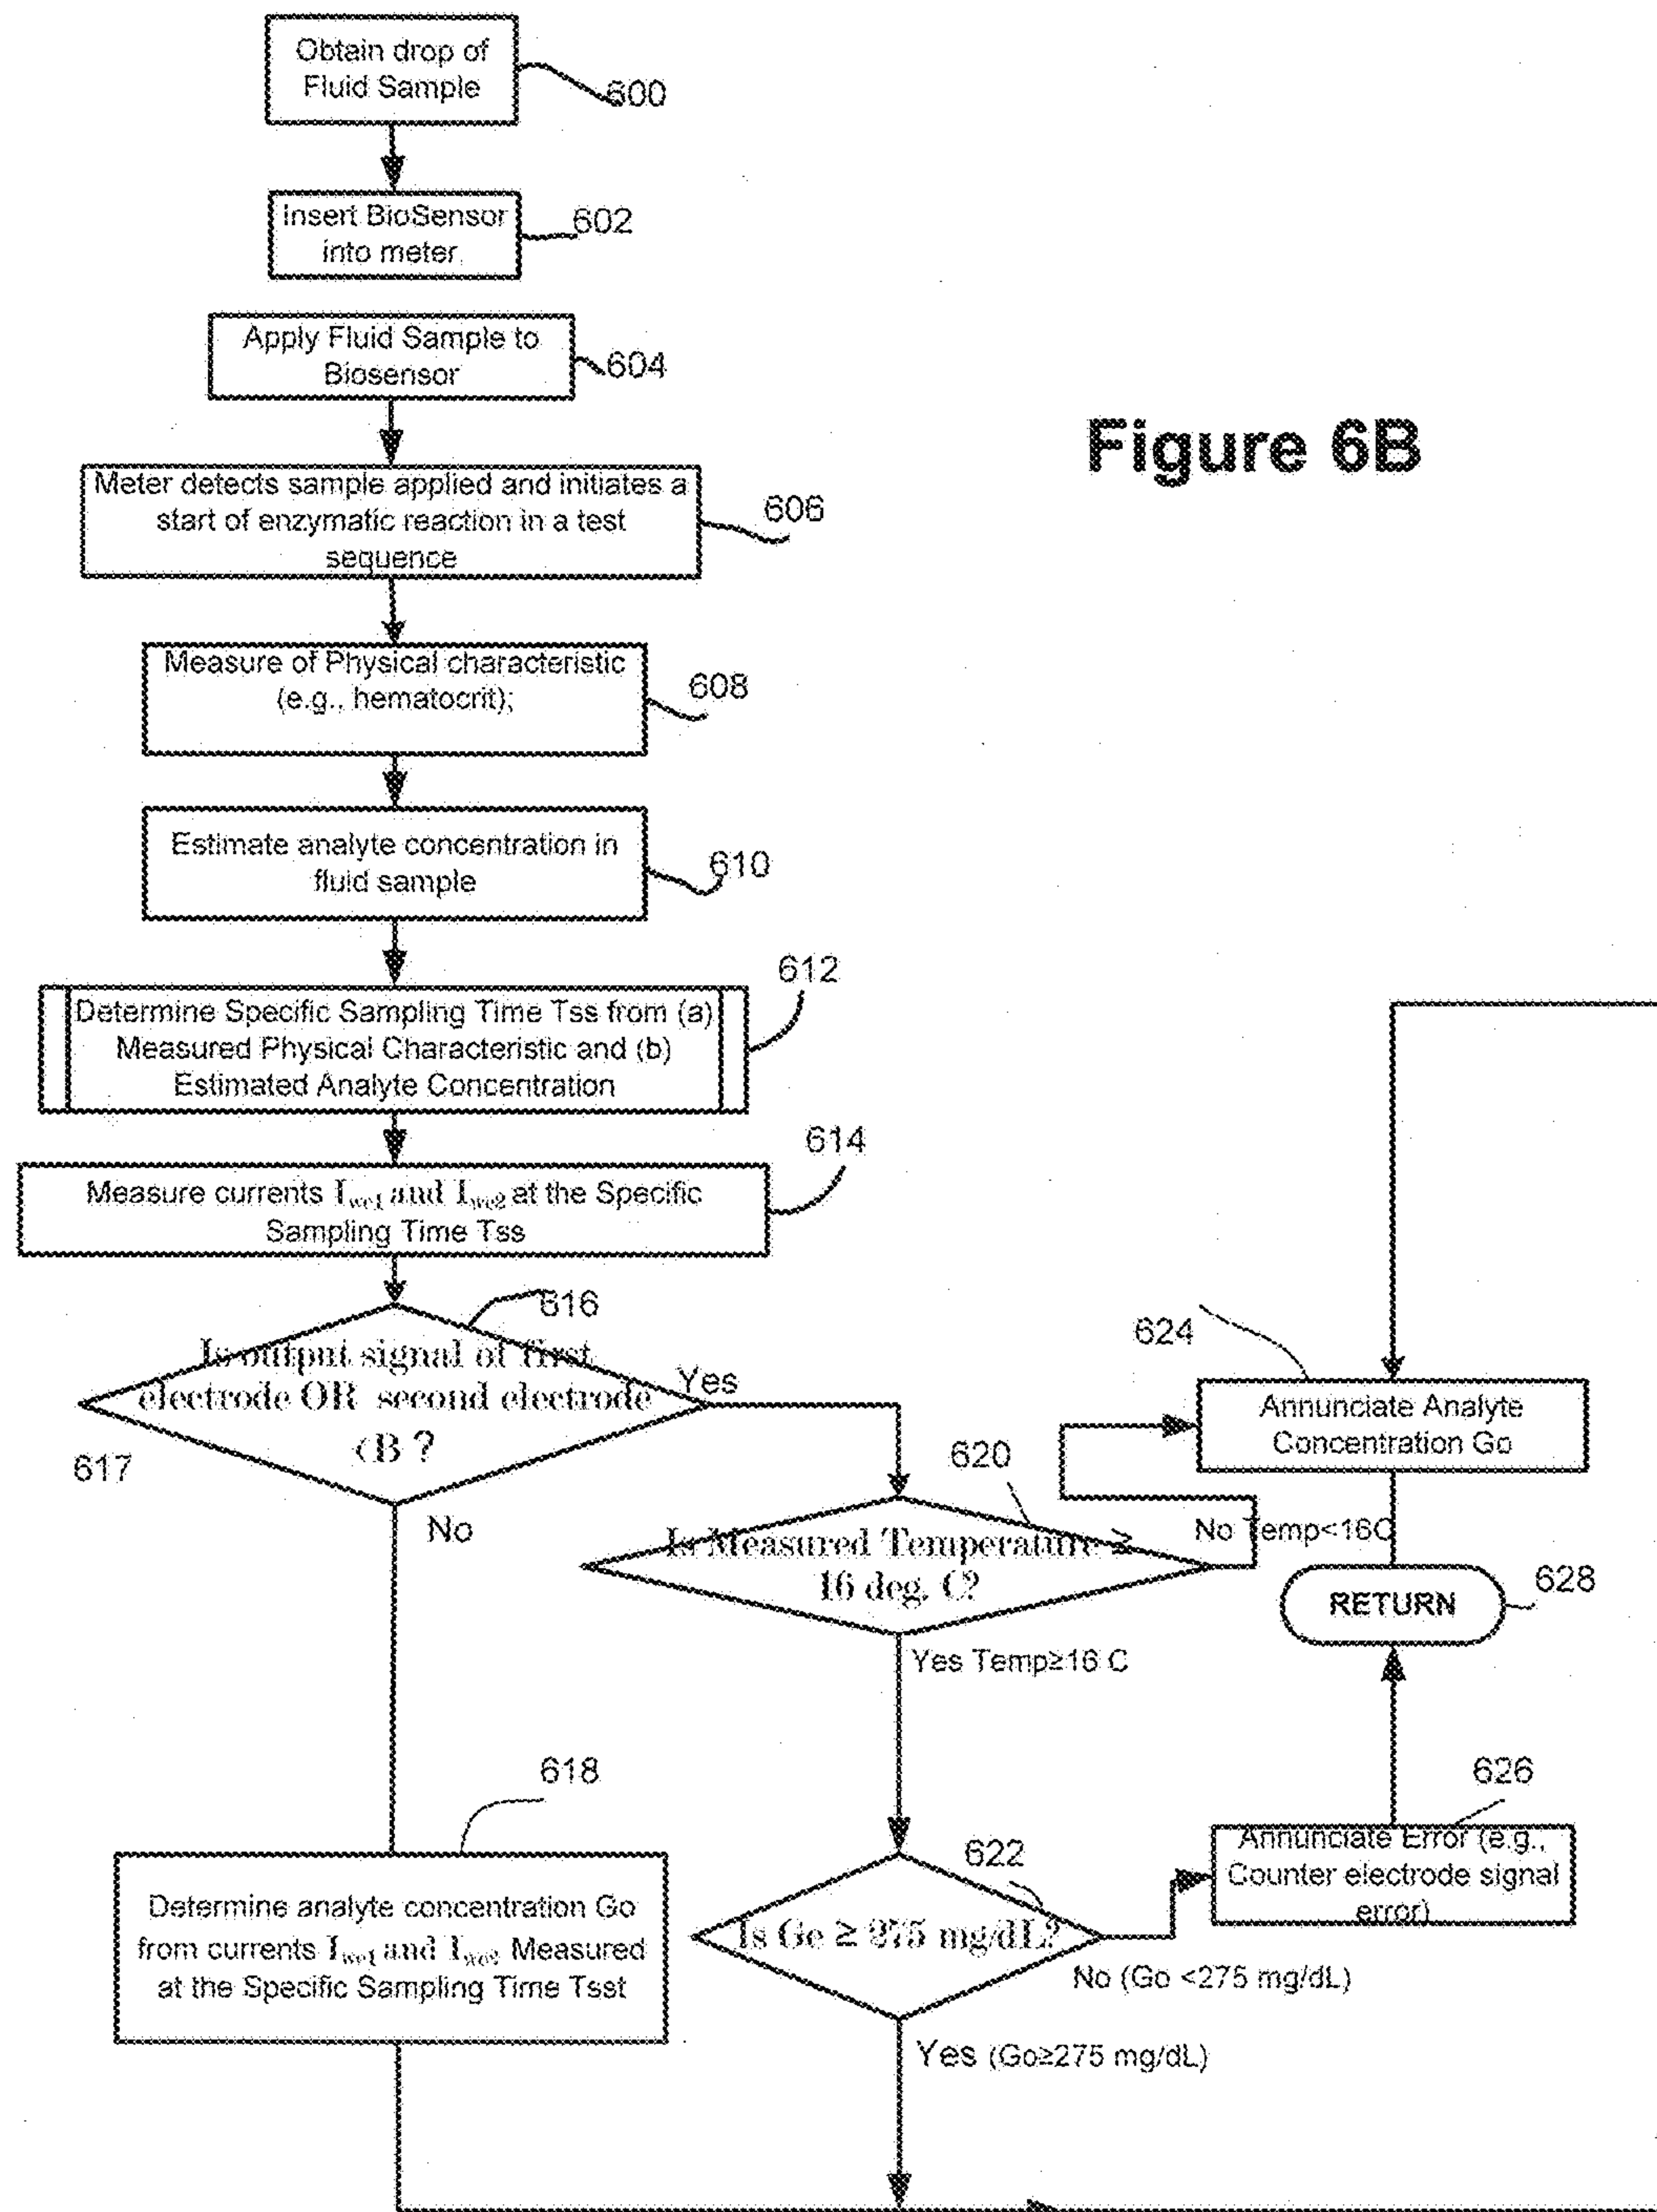 Obtain drop of
Fluid Sample
600
Insert BioSensor
into meter
602
Apply Fluid Sample to
Biosensor
604
Figure 6B
Meter detects sample applied and initiates a
start of enzymatic reaction in a test
sequence
606
Measure of Physical characteristic
(e.g., hematocrit);
608
Estimate analyte concentration in
fluid sample
610
Determine Specific Sampling Time Tss from (a)
Measured Physical Characteristic and (b)
Estimated Analyte Concentration
612
Measure currents Iwe1 and Iwe2 at the Specific
Sampling Time Tss
614
616
Is output signal of first
electrode OR second electrode
<B ?
617
Yes
No
620
Is Measured Temperature ≥
16 deg. C?
No Temp<16C
Yes Temp≥16 C
624
Annunciate Analyte
Concentration Go
RETURN
628
618
Determine analyte concentration Go
from currents Iwe1 and Iwe2 Measured
at the Specific Sampling Time Tsst
622
Is Go ≥ 275 mg/dL?
No (Go <275 mg/dL)
Yes (Go≥275 mg/dL)
626
Annunciate Error (e.g.,
Counter electrode signal
error)